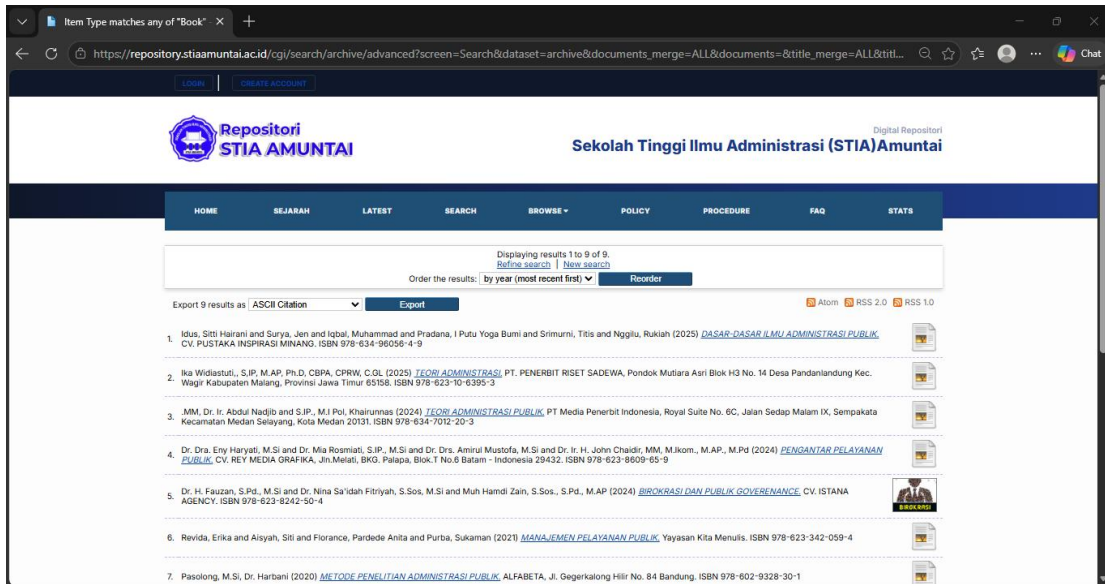 Item Type matches any of "Book" -
https://repository.stiaamuntai.ac.id/cgi/search/archive/advanced?screen=Search&dataset=archive&documents_merge=ALL&documents=&title_merge=ALL&titl...
Chat
LOGIN | CREATE ACCOUNT
Repositori
STIA AMUNTAI
Digital Repositori
Sekolah Tinggi Ilmu Administrasi (STIA)Amuntai
HOME SEJARAH LATEST SEARCH BROWSE POLICY PROCEDURE FAQ STATS
Displaying results 1 to 9 of 9.
Refine search | New search
Order the results: by year (most recent first) Reorder
Export 9 results as ASCII Citation Export Atom RSS 2.0 RSS 1.0
1. Idus, Sitti Hairani and Surya, Jen and Iqbal, Muhammad and Pradana, I Putu Yoga Bumi and Srimurni, Titis and Nggilu, Rukiah (2025) DASAR-DASAR ILMU ADMINISTRASI PUBLIK.
CV. PUSTAKA INSPIRASI MINANG. ISBN 978-634-96056-4-9
2. Ika Widiastuti,, S,IP, M.AP, Ph.D, CBPA, CPRW, C.GL (2025) TEORI ADMINISTRASI. PT. PENERBIT RISET SADEWA, Pondok Mutiara Asri Blok H3 No. 14 Desa Pandanlandung Kec.
Wagir Kabupaten Malang, Provinsi Jawa Timur 65158. ISBN 978-623-10-6395-3
3. .MM, Dr. Ir. Abdul Nadjib and S.IP., M.I Pol, Khairunnas (2024) TEORI ADMINISTRASI PUBLIK. PT Media Penerbit Indonesia, Royal Suite No. 6C, Jalan Sedap Malam IX, Sempakata
Kecamatan Medan Selayang, Kota Medan 20131. ISBN 978-634-7012-20-3
4. Dr. Dra. Eny Haryati, M.Si and Dr. Mia Rosmiati, S.IP., M.Si and Dr. Drs. Amirul Mustofa, M.Si and Dr. Ir. H. John Chaidir, MM, M.Ikom., M.AP., M.Pd (2024) PENGANTAR PELAYANAN
PUBLIK. CV. REY MEDIA GRAFIKA, Jln.Melati, BKG. Palapa, Blok.T No.6 Batam - Indonesia 29432. ISBN 978-623-8609-65-9
5. Dr. H. Fauzan, S.Pd., M.Si and Dr. Nina Sa'idah Fitriyah, S.Sos, M.Si and Muh Hamdi Zain, S.Sos., S.Pd., M.AP (2024) BIROKRASI DAN PUBLIK GOVERENANCE. CV. ISTANA
AGENCY. ISBN 978-623-8242-50-4
BIROKRASI
6. Revida, Erika and Aisyah, Siti and Florance, Pardede Anita and Purba, Sukaman (2021) MANAJEMEN PELAYANAN PUBLIK. Yayasan Kita Menulis. ISBN 978-623-342-059-4
7. Pasolong, M.Si, Dr. Harbani (2020) METODE PENELITIAN ADMINISTRASI PUBLIK. ALFABETA, Jl. Gegerkalong Hilir No. 84 Bandung. ISBN 978-602-9328-30-1